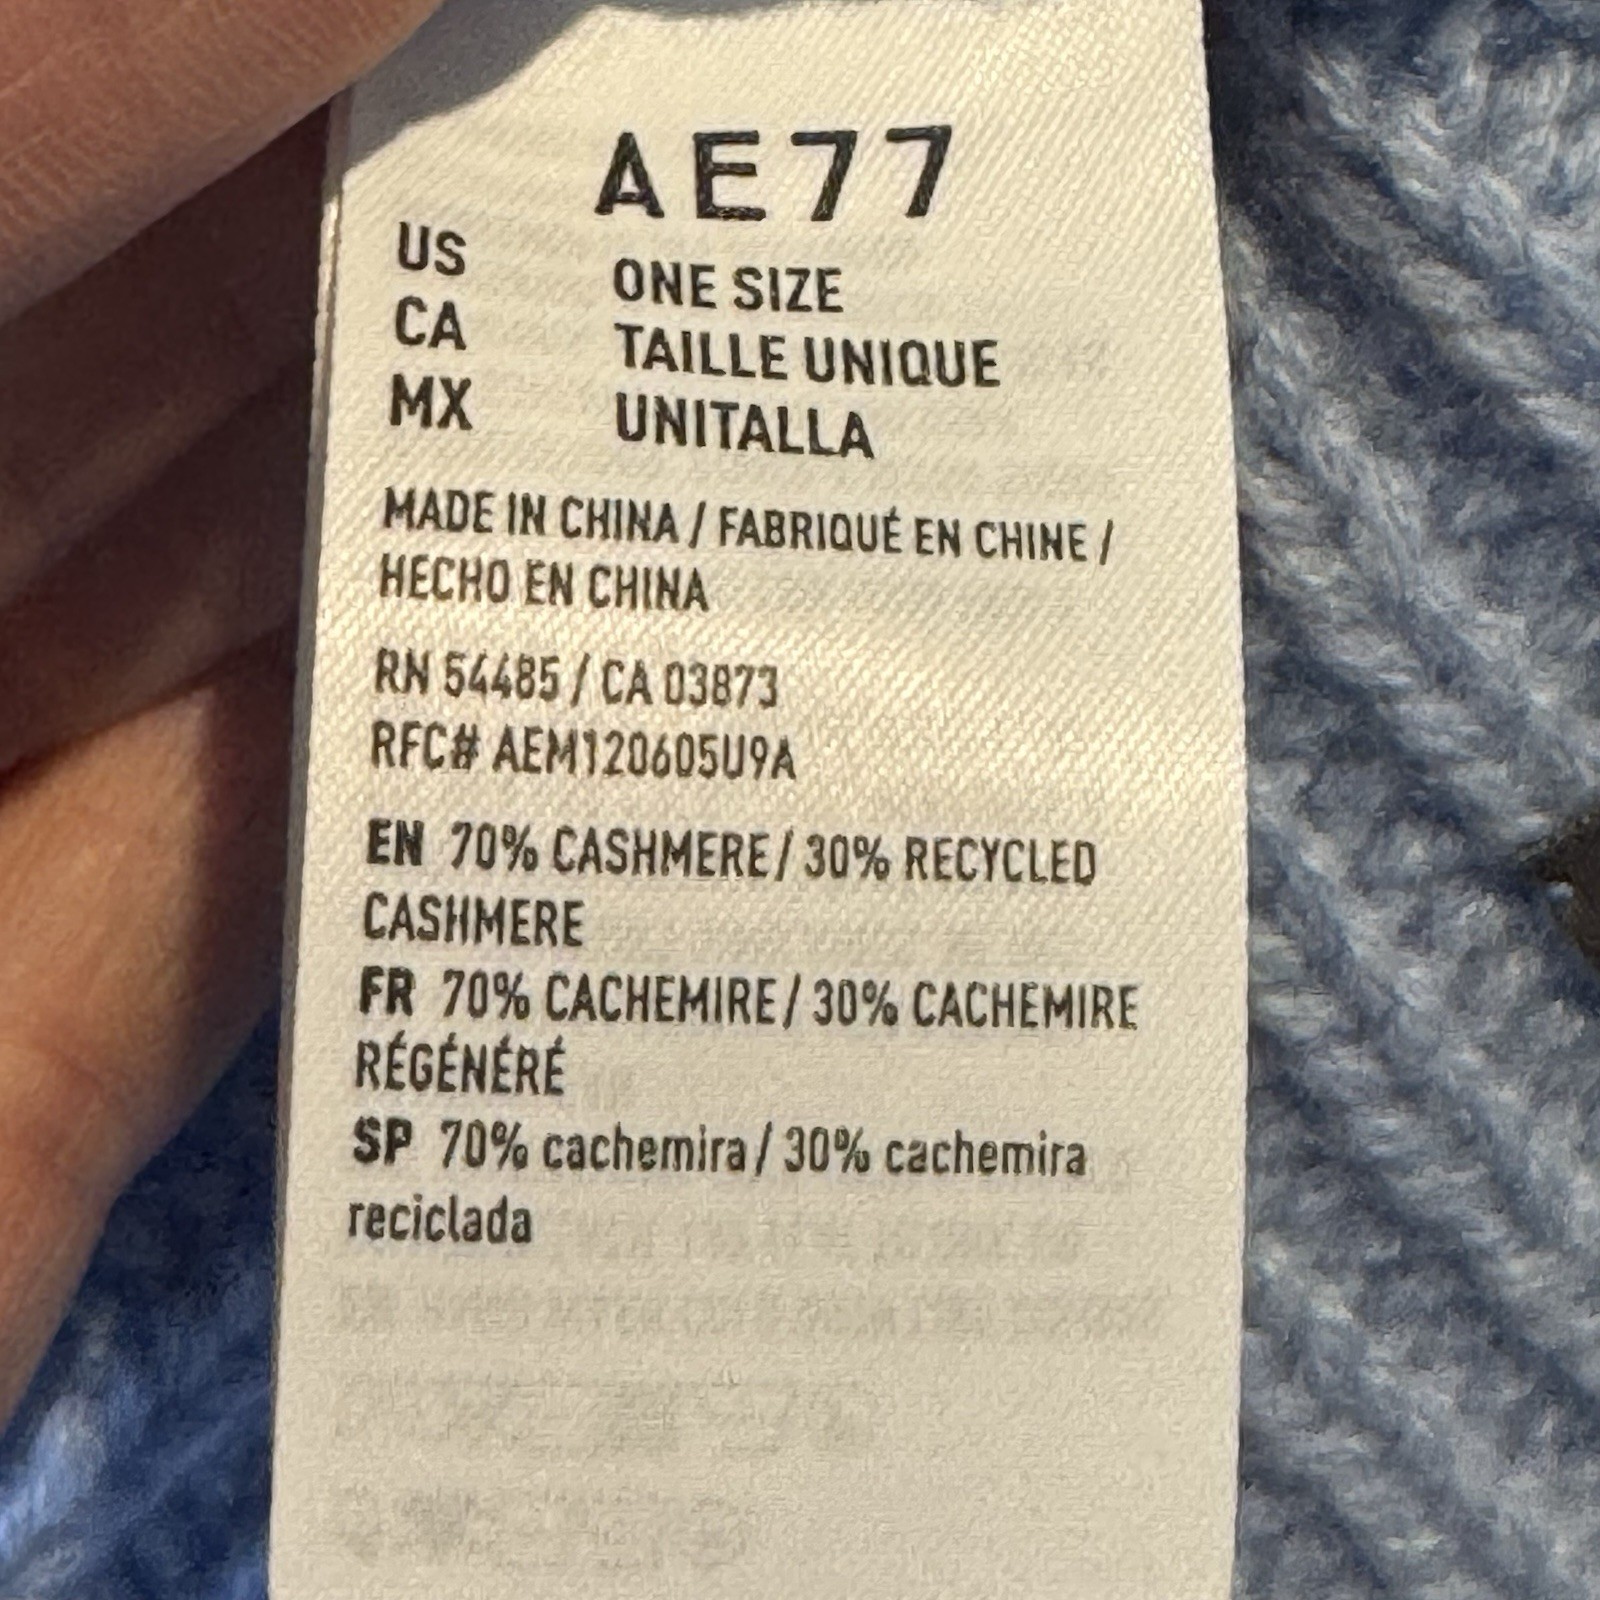 AE77
US ONE SIZE
CA TAILLE UNIQUE
MX UNITALLA
MADE IN CHINA / FABRIQUÉ EN CHINE /
HECHO EN CHINA
RN 54485 / CA 03873
RFC# AEM120605U9A
EN 70% CASHMERE / 30% RECYCLED
CASHMERE
FR 70% CACHEMIRE / 30% CACHEMIRE
RÉGÉNÉRÉ
SP 70% cachemira / 30% cachemira
reciclada